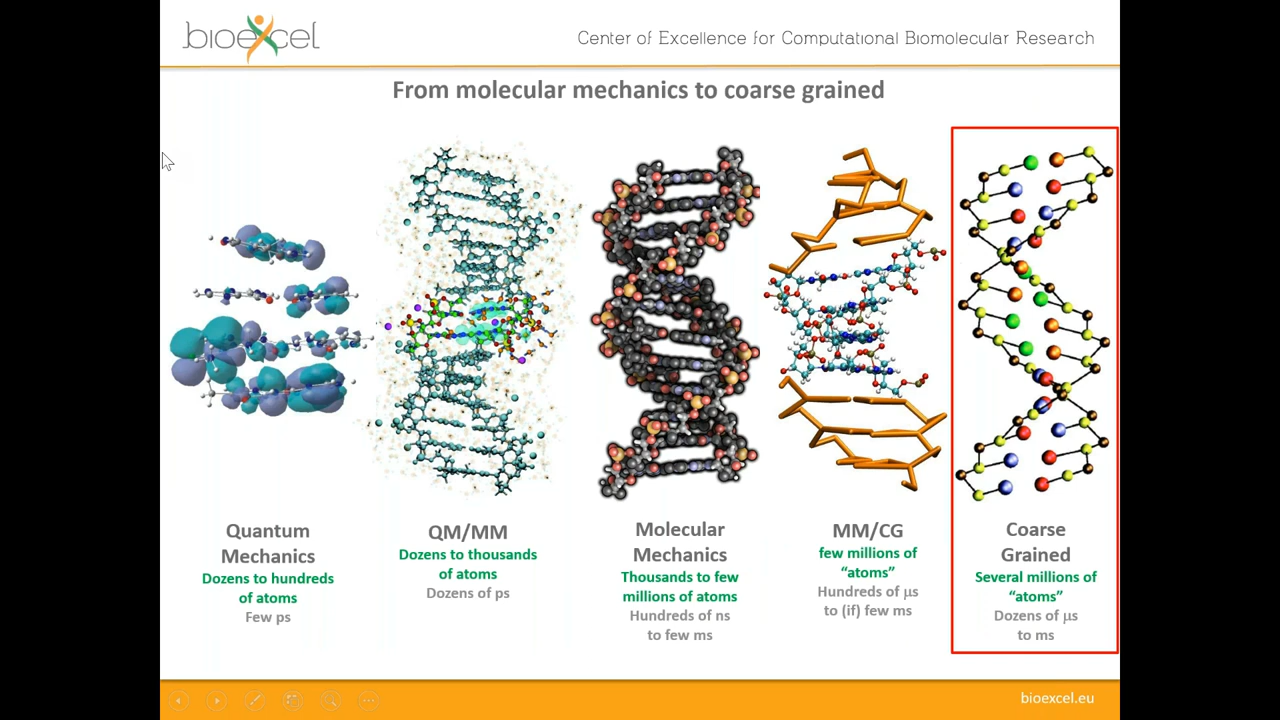 bioexcel
Center of Excellence for Computational Biomolecular Research
From molecular mechanics to coarse grained
Quantum
Mechanics
Dozens to hundreds
of atoms
Few ps
QM/MM
Dozens to thousands
of atoms
Dozens of ps
Molecular
Mechanics
Thousands to few
millions of atoms
Hundreds of ns
to few ms
MM/CG
few millions of
“atoms”
Hundreds of μs
to (if) few ms
Coarse
Grained
Several millions of
“atoms”
Dozens of μs
to ms
bioexcel.eu